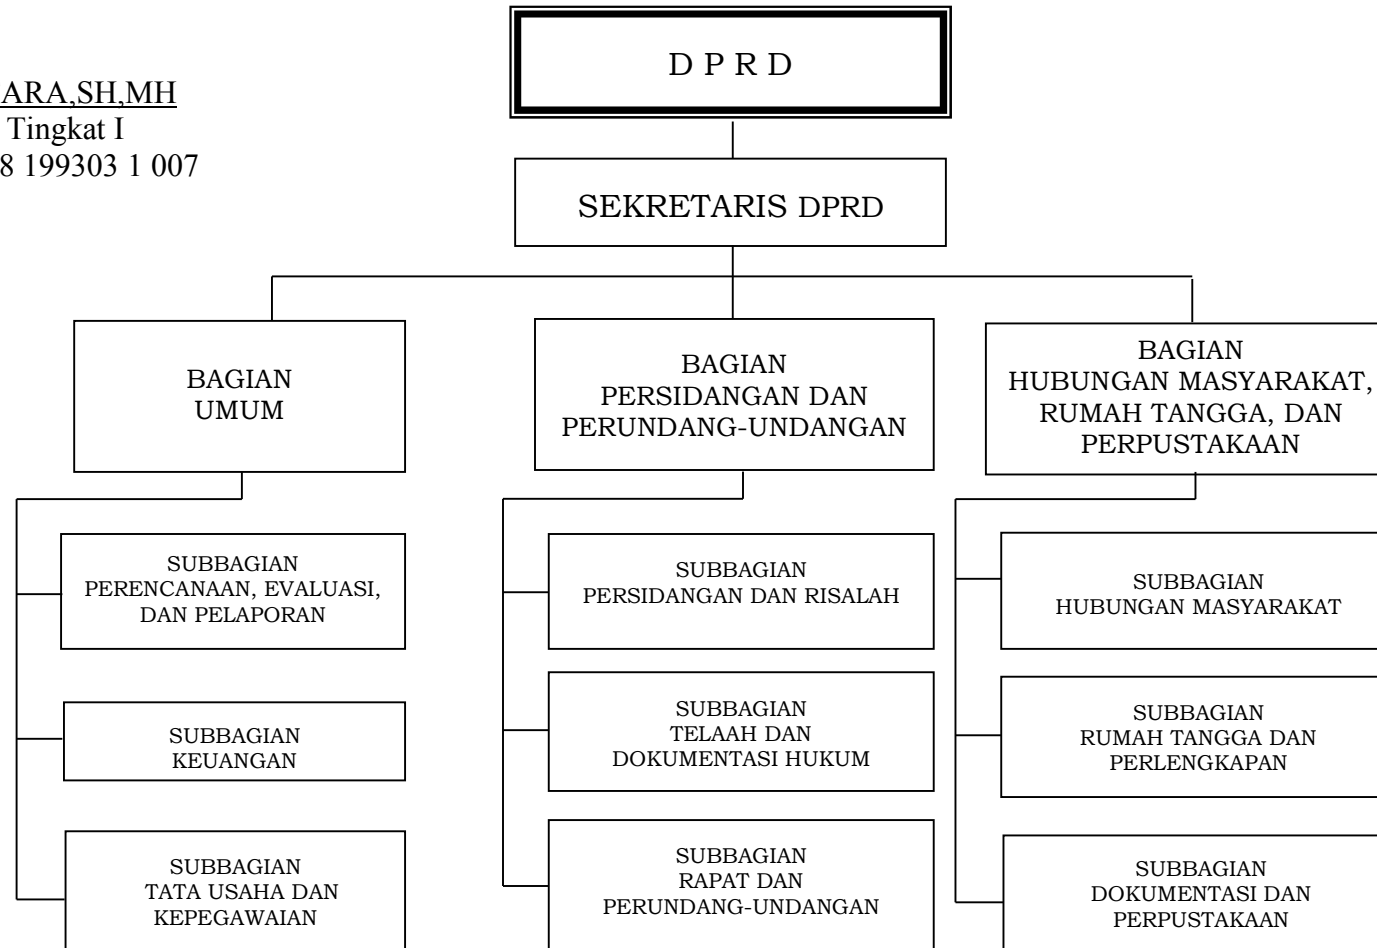 D P R D
ARA,SH,MH
Tingkat I
8 199303 1 007
SEKRETARIS DPRD
BAGIAN
UMUM
BAGIAN
PERSIDANGAN DAN
PERUNDANG-UNDANGAN
BAGIAN
HUBUNGAN MASYARAKAT,
RUMAH TANGGA, DAN
PERPUSTAKAAN
SUBBAGIAN
PERENCANAAN, EVALUASI,
DAN PELAPORAN
SUBBAGIAN
PERSIDANGAN DAN RISALAH
SUBBAGIAN
HUBUNGAN MASYARAKAT
SUBBAGIAN
KEUANGAN
SUBBAGIAN
TELAAH DAN
DOKUMENTASI HUKUM
SUBBAGIAN
RUMAH TANGGA DAN
PERLENGKAPAN
SUBBAGIAN
TATA USAHA DAN
KEPEGAWAIAN
SUBBAGIAN
RAPAT DAN
PERUNDANG-UNDANGAN
SUBBAGIAN
DOKUMENTASI DAN
PERPUSTAKAAN